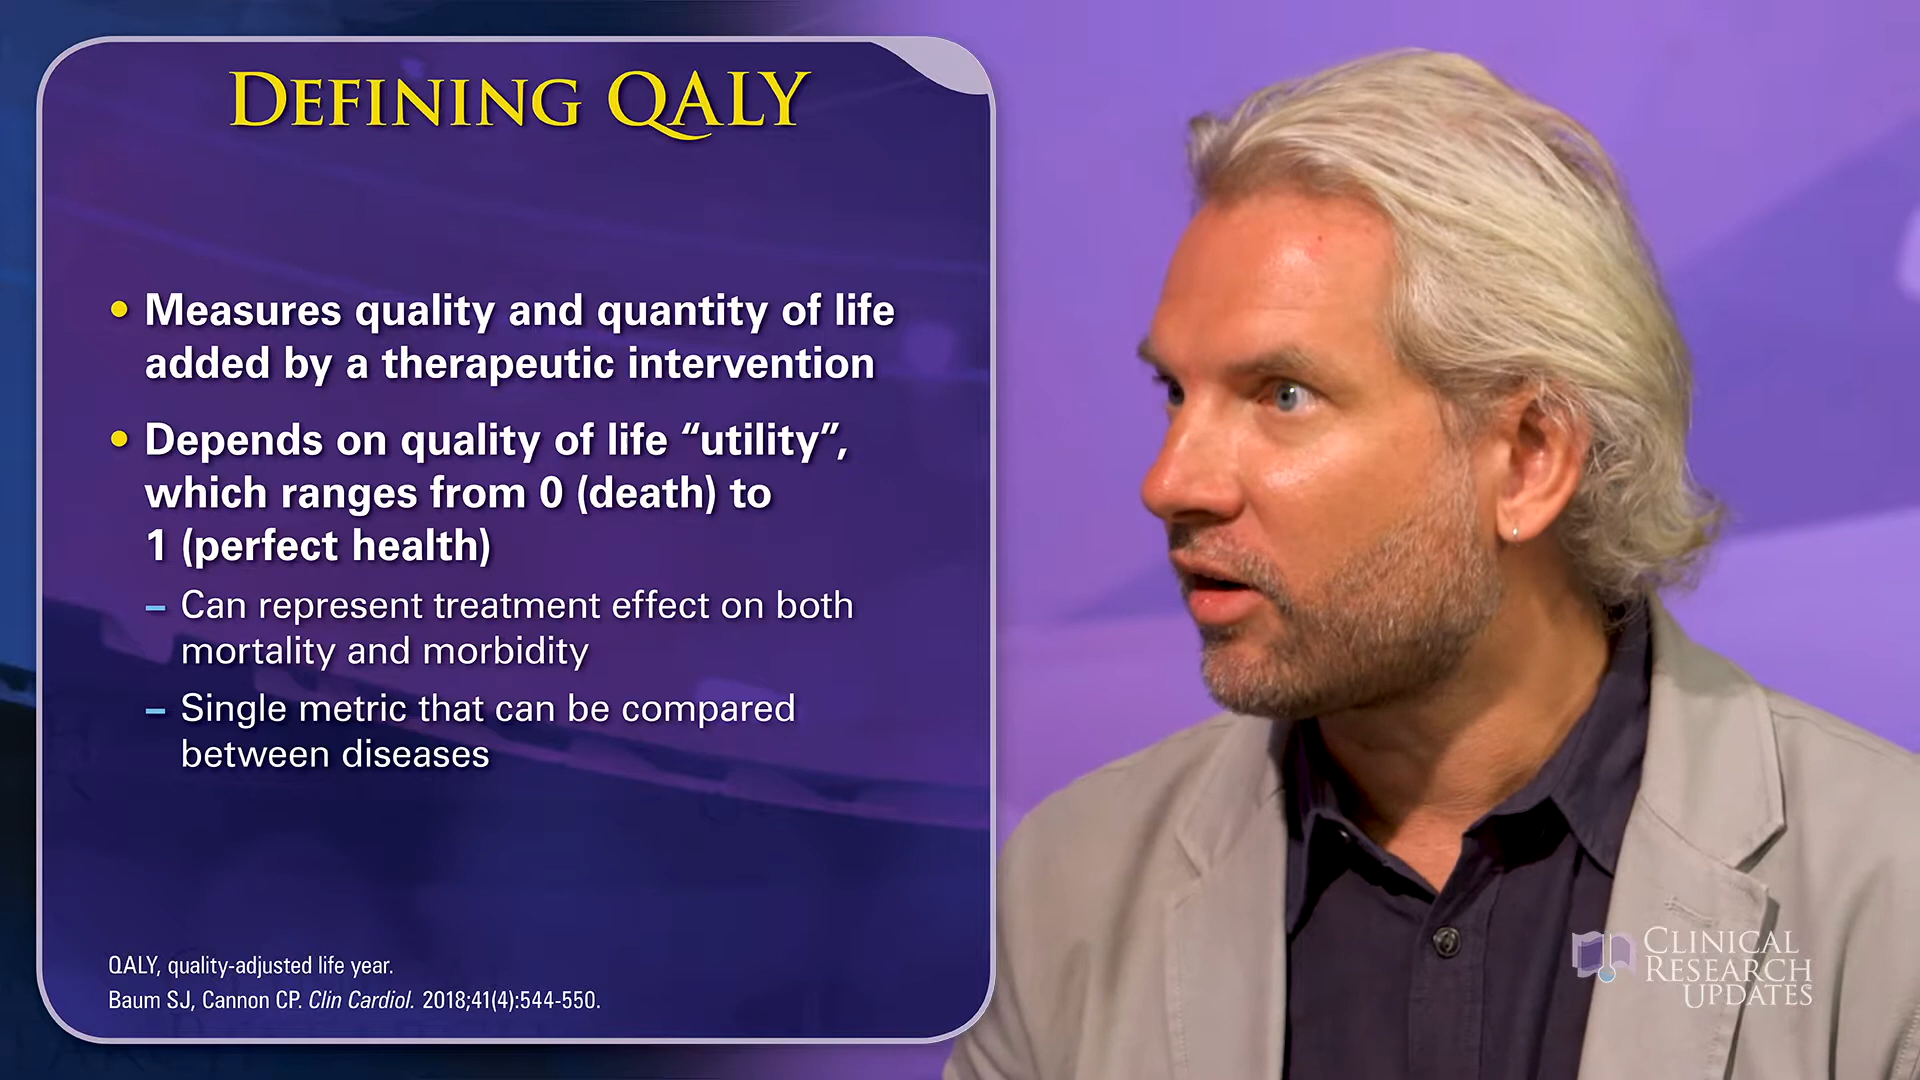 DEFINING QALY
• Measures quality and quantity of life
added by a therapeutic intervention
• Depends on quality of life “utility”,
which ranges from 0 (death) to
1 (perfect health)
– Can represent treatment effect on both
mortality and morbidity
– Single metric that can be compared
between diseases
QALY, quality-adjusted life year.
Baum SJ, Cannon CP. Clin Cardiol. 2018;41(4):544-550.
CLINICAL
RESEARCH
UPDATES